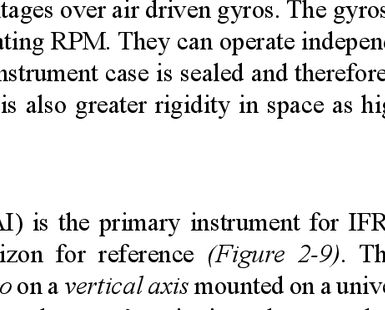 tages over air driven gyros. The gyros
ting RPM. They can operate indepen
nstrument case is sealed and therefore
is also greater rigidity in space as hig
AI) is the primary instrument for IFR
izon for reference (Figure 2-9). Th
o on a vertical axis mounted on a unive